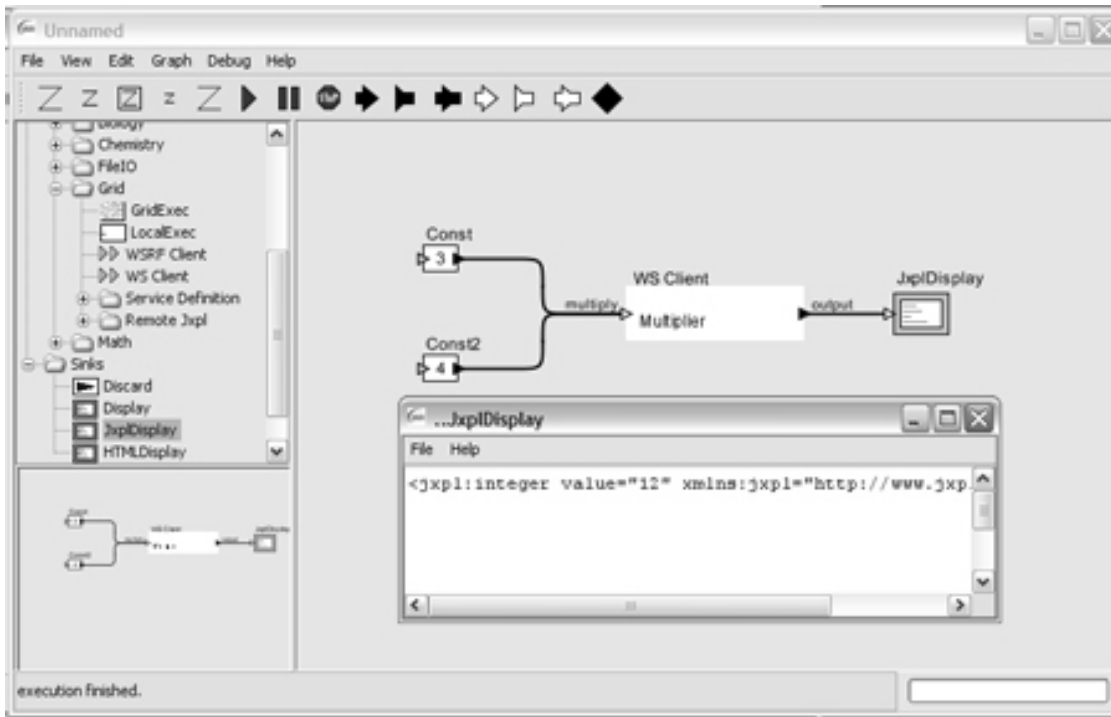 Unnamed
File View Edit Graph Debug Help
Biology
Chemistry
FileIO
Grid
GridExec
LocalExec
WSRF Client
WS Client
Service Definition
Remote Jxpl
Math
Sinks
Discard
Display
JxplDisplay
HTMLDisplay
Const
3
Const2
4
multiply
WS Client
Multiplier
output
JxplDisplay
...JxplDisplay
File Help
<jxpl:integer value="12" xmlns:jxpl="http://www.jxp
execution finished.